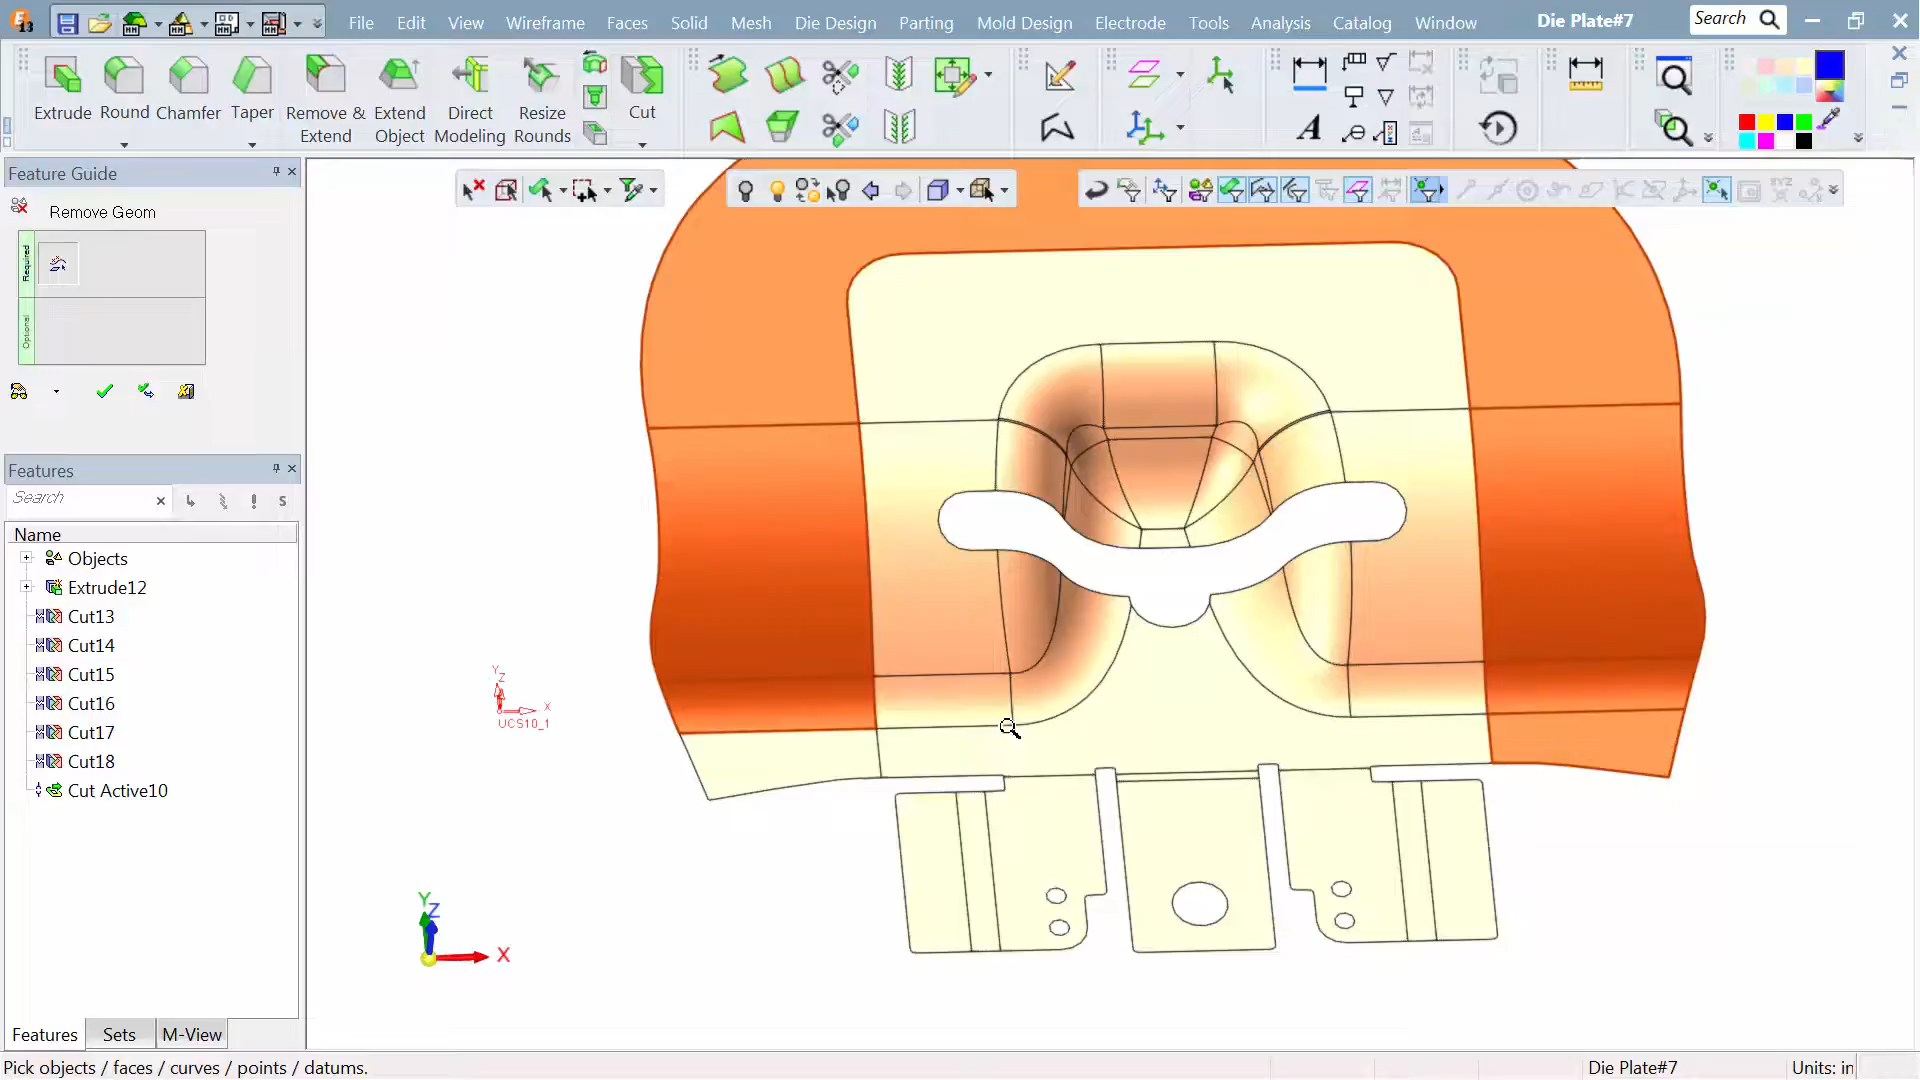 File Edit View Wireframe Faces Solid Mesh Die Design Parting Mold Design Electrode Tools Analysis Catalog Window Die Plate#7 Search
Extrude Round Chamfer Taper Remove & Extend Extend Object Direct Modeling Resize Rounds Cut
Feature Guide
Remove Geom
Required
Optional
Features
Search
Name
Objects
Extrude12
Cut13
Cut14
Cut15
Cut16
Cut17
Cut18
Cut Active10
Y
Z
X
UCS10_1
Y
Z
X
Features Sets M-View
Pick objects / faces / curves / points / datums. Die Plate#7 Units: in